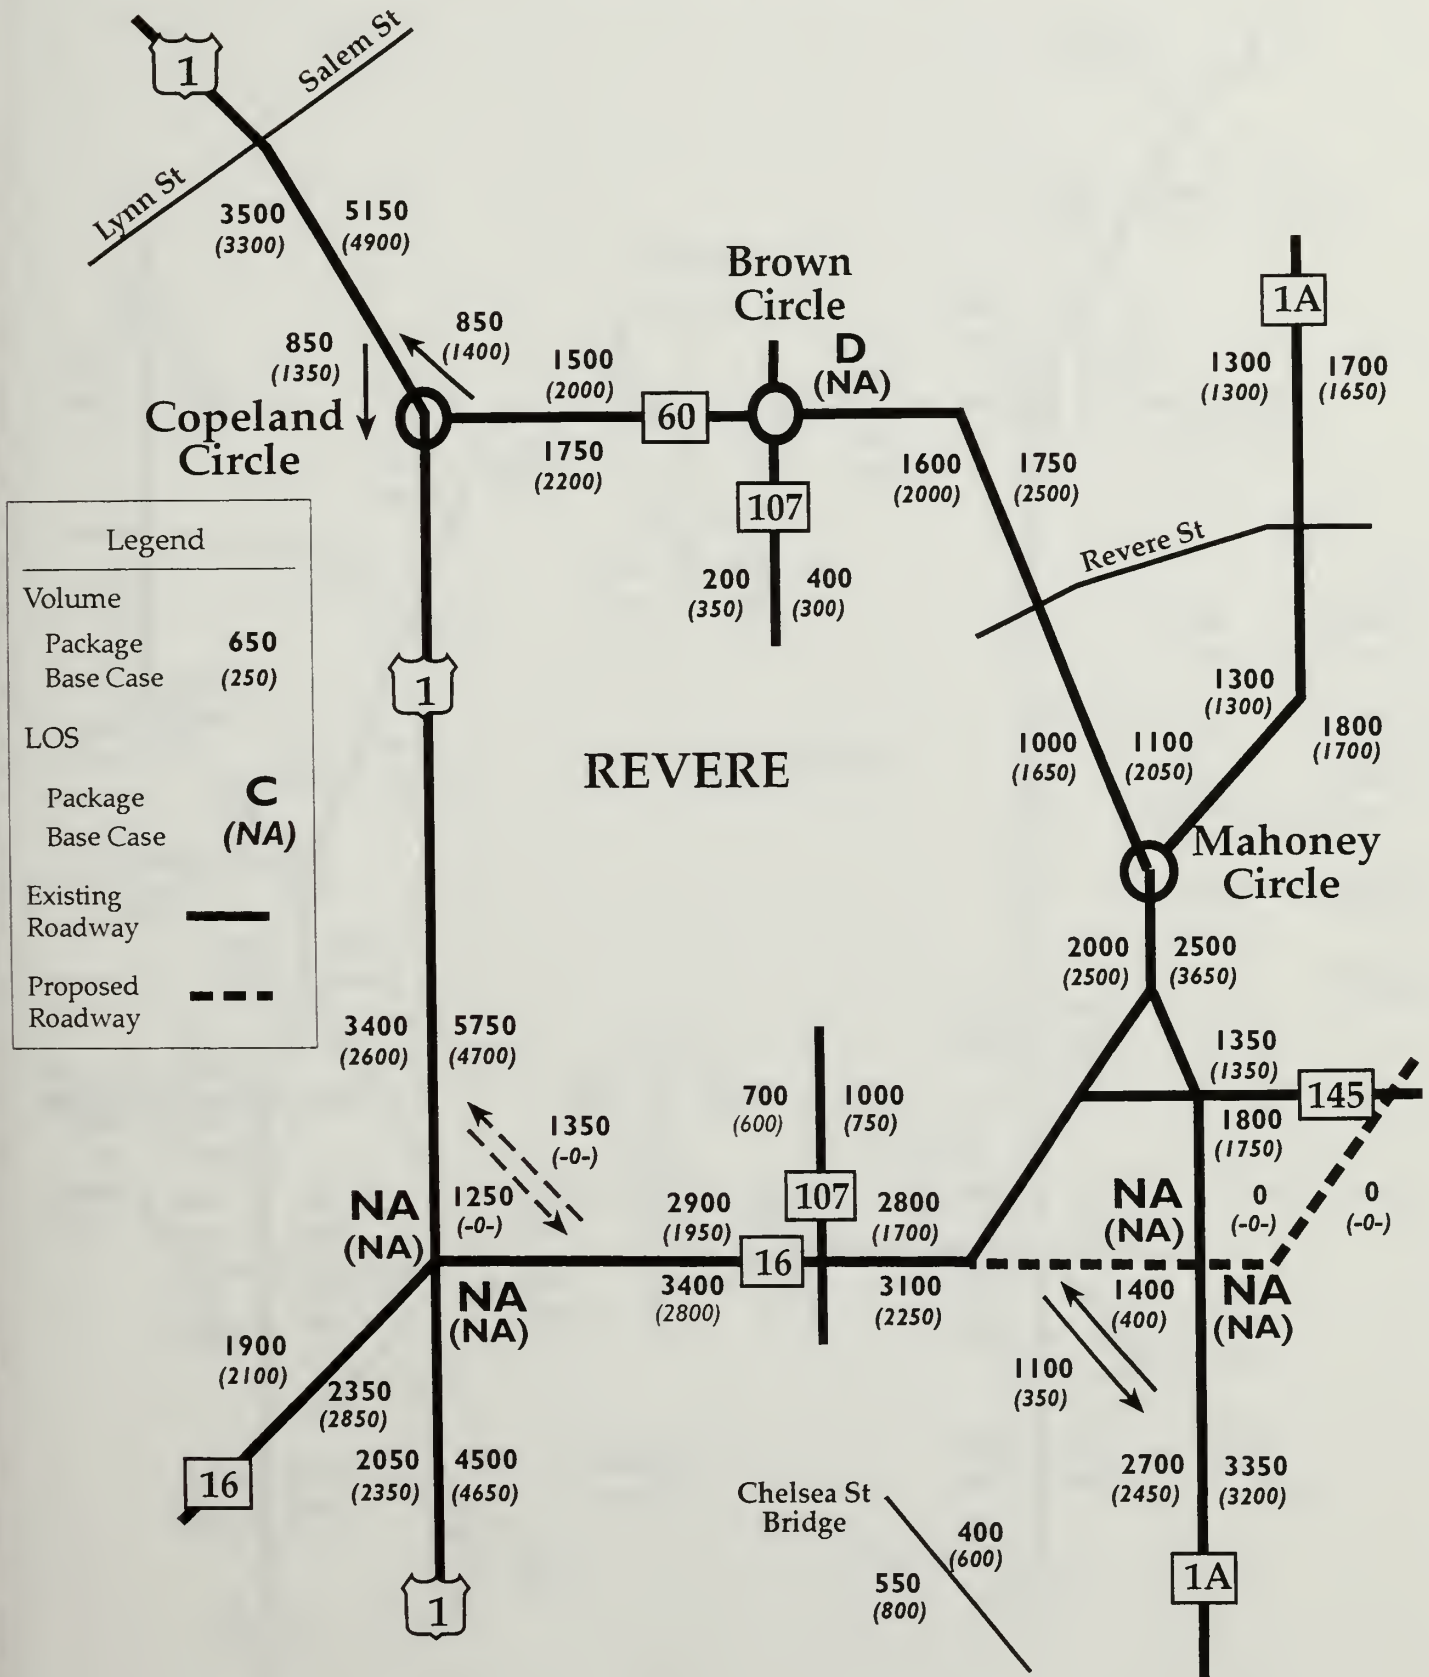 1
Salem St
Lynn St
3500 5150
(3300) (4900)
Brown
Circle
1A
850
(1400)
850
(1350)
1500
(2000)
D
(NA)
1300 1700
(1300) (1650)
60
Copeland
Circle
1750
(2200)
1600 1750
(2000) (2500)
107
Revere St
200 400
(350) (300)
Legend
Volume
Package 650
Base Case (250)
LOS
Package C
Base Case (NA)
Existing
Roadway
Proposed
Roadway
1
REVERE
1300
(1300)
1800
(1700)
1000 1100
(1650) (2050)
Mahoney
Circle
2000 2500
(2500) (3650)
3400 5750
(2600) (4700)
1350
(1350)
145
1800
(1750)
700 1000
(600) (750)
1350
(-0-)
1250
(-0-)
NA
(NA)
2900
(1950)
107
2800
(1700)
NA
(NA)
0
(-0-)
0
(-0-)
16
3400
(2800)
3100
(2250)
1400
(400)
NA
(NA)
NA
(NA)
1900
(2100)
2350
(2850)
1100
(350)
16
2050 4500
(2350) (4650)
2700 3350
(2450) (3200)
Chelsea St
Bridge
400
(600)
550
(800)
1A
1